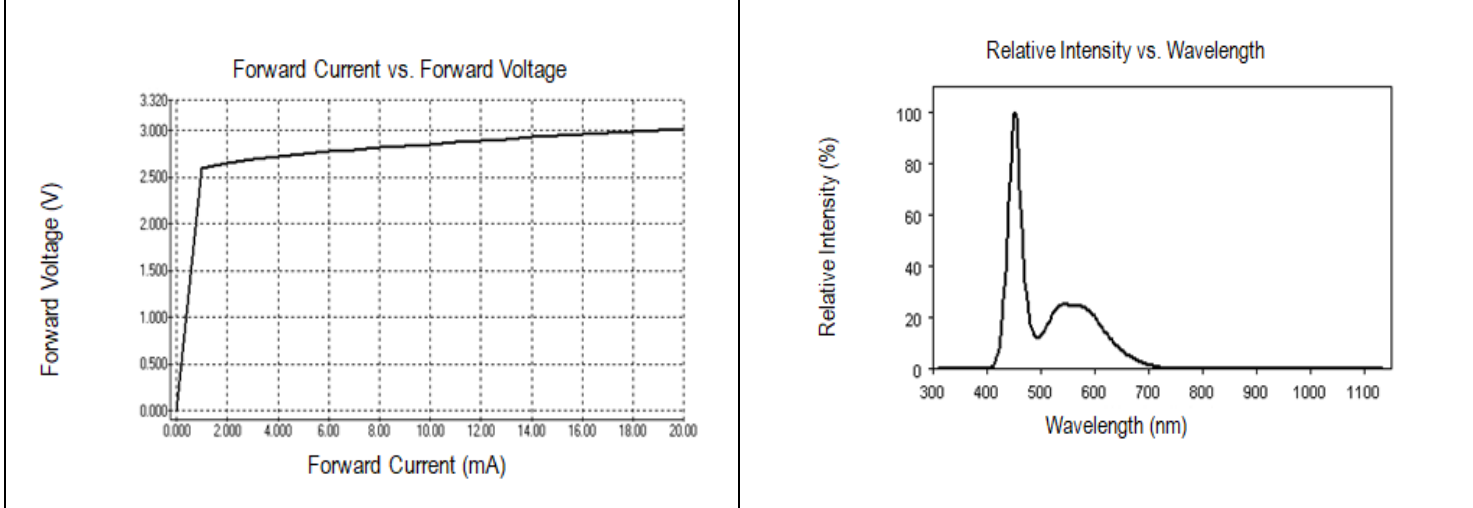 Forward Current vs. Forward Voltage
Forward Voltage (V)
3.320
3.000
2.500
2.000
1.500
1.000
0.500
0.000
0.000 2.000 4.000 6.00 8.00 10.00 12.00 14.00 16.00 18.00 20.00
Forward Current (mA)
Relative Intensity vs. Wavelength
Relative Intensity (%)
100
80
60
40
20
0
300 400 500 600 700 800 900 1000 1100
Wavelength (nm)